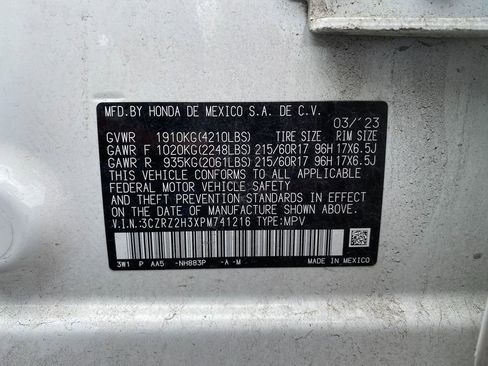 MFD.BY HONDA DE MEXICO S.A. DE C.V.
03/'23
GVWR 1910KG(4210LBS) TIRE SIZE RIM SIZE
GAWR F 1020KG(2248LBS) 215/60R17 96H 17X6.5J
GAWR R 935KG(2061LBS) 215/60R17 96H 17X6.5J
THIS VEHICLE CONFORMS TO ALL APPLICABLE
FEDERAL MOTOR VEHICLE SAFETY
AND THEFT PREVENTION STANDARDS IN EFFECT
ON THE DATE OF MANUFACTURE SHOWN ABOVE.
V.I.N.:3CZRZ2H3XPM741216 TYPE:MPV
3W1 P AA5 -NH883P -A -M
MADE IN MEXICO